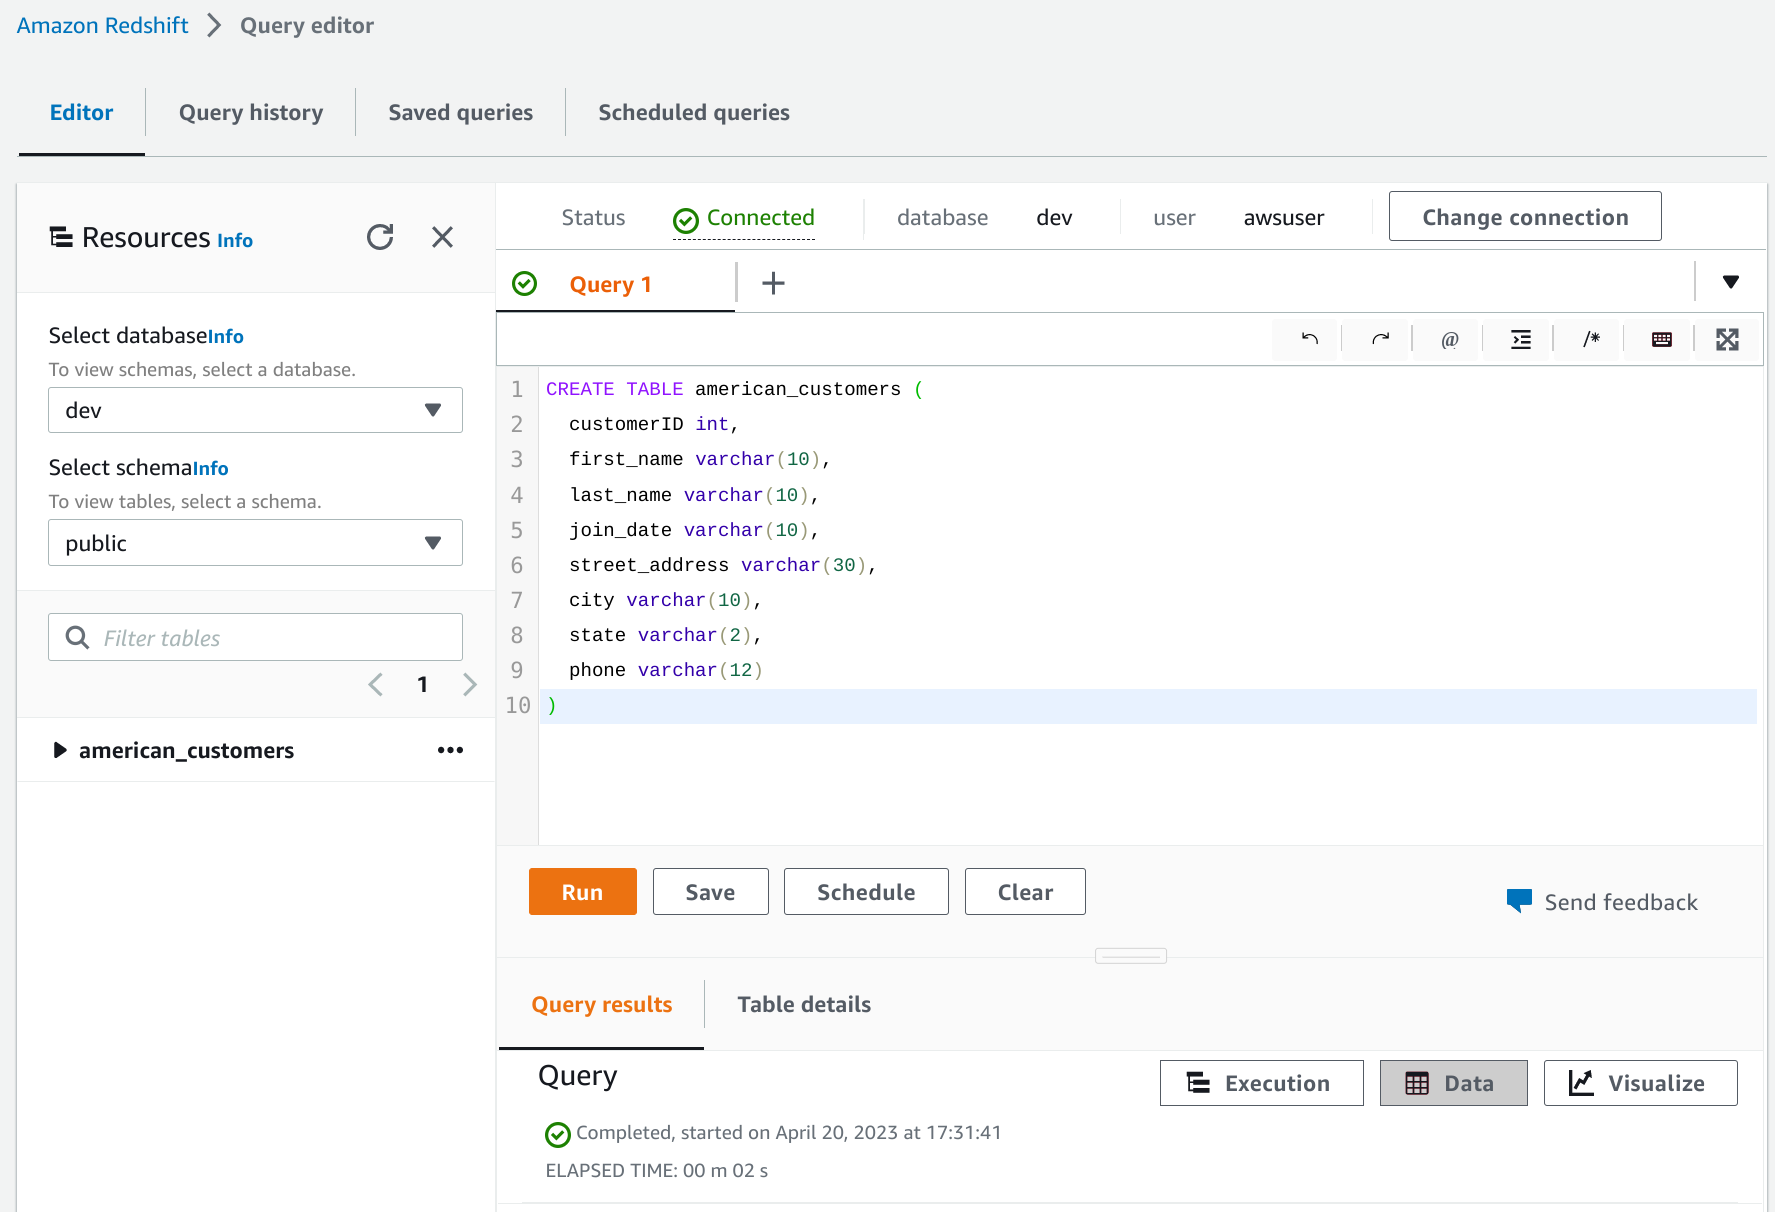 Amazon Redshift > Query editor
Editor Query history Saved queries Scheduled queries
Resources Info
Select database Info
To view schemas, select a database.
dev
Select schema Info
To view tables, select a schema.
public
Filter tables
1
american_customers
Status Connected database dev user awsuser Change connection
Query 1 +
@ /*
1 CREATE TABLE american_customers (
2 customerID int,
3 first_name varchar(10),
4 last_name varchar(10),
5 join_date varchar(10),
6 street_address varchar(30),
7 city varchar(10),
8 state varchar(2),
9 phone varchar(12)
10 )
Run Save Schedule Clear
Send feedback
Query results Table details
Query
Execution Data Visualize
Completed, started on April 20, 2023 at 17:31:41
ELAPSED TIME: 00 m 02 s